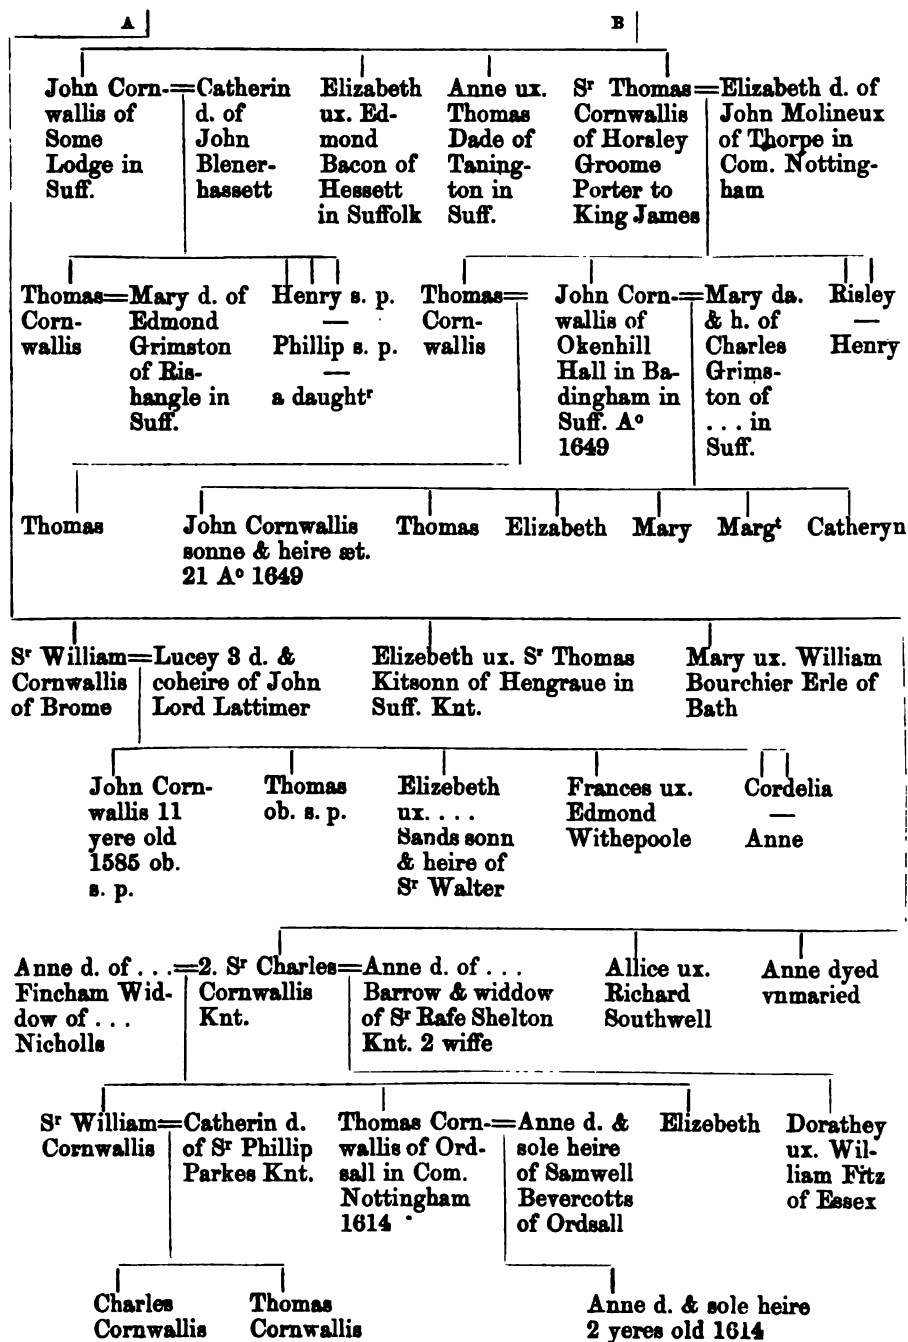 A
B
John Corn-=Catherin
wallis of d. of
Some John
Lodge in Blener-
Suff. hassett
Elizabeth
ux. Ed-
mond
Bacon of
Hessett
in Suffolk
Anne ux.
Thomas
Dade of
Taning-
ton in
Suff.
Sʳ Thomas=Elizabeth d. of
Cornwallis John Molineux
of Horsley of Thorpe in
Groome Com. Notting-
Porter to ham
King James
Thomas=Mary d. of
Corn- Edmond
wallis Grimston
of Ris-
hangle in
Suff.
Henry s. p.
—
Phillip s. p.
—
a daughtʳ
Thomas=
Corn-
wallis
John Corn-=Mary da.
wallis of & h. of
Okenhill Charles
Hall in Ba- Grims-
dingham in ton of
Suff. Aº . . . in
1649 Suff.
Risley
—
Henry
Thomas
John Cornwallis
sonne & heire æt.
21 Aº 1649
Thomas
Elizabeth
Mary
Margᵗ
Catheryn
Sʳ William=Lucey 3 d. &
Cornwallis coheire of John
of Brome Lord Lattimer
Elizebeth ux. Sʳ Thomas
Kitsonn of Hengraue in
Suff. Knt.
Mary ux. William
Bourchier Erle of
Bath
John Corn-
wallis 11
yere old
1585 ob.
s. p.
Thomas
ob. s. p.
Elizebeth
ux. . . .
Sands sonn
& heire of
Sʳ Walter
Frances ux.
Edmond
Withepoole
Cordelia
—
Anne
Anne d. of . . .=2. Sʳ Charles=Anne d. of . . .
Fincham Wid- Cornwallis Barrow & widdow
dow of . . . Knt. of Sʳ Rafe Shelton
Nicholls Knt. 2 wiffe
Allice ux.
Richard
Southwell
Anne dyed
vnmaried
Sʳ William=Catherin d.
Cornwallis of Sʳ Phillip
Parkes Knt.
Thomas Corn-=Anne d. &
wallis of Ord- sole heire
sall in Com. of Samwell
Nottingham Bevercotts
1614 of Ordsall
Elizebeth
Dorathey
ux. Wil-
liam Fitz
of Essex
Charles
Cornwallis
Thomas
Cornwallis
Anne d. & sole heire
2 yeres old 1614